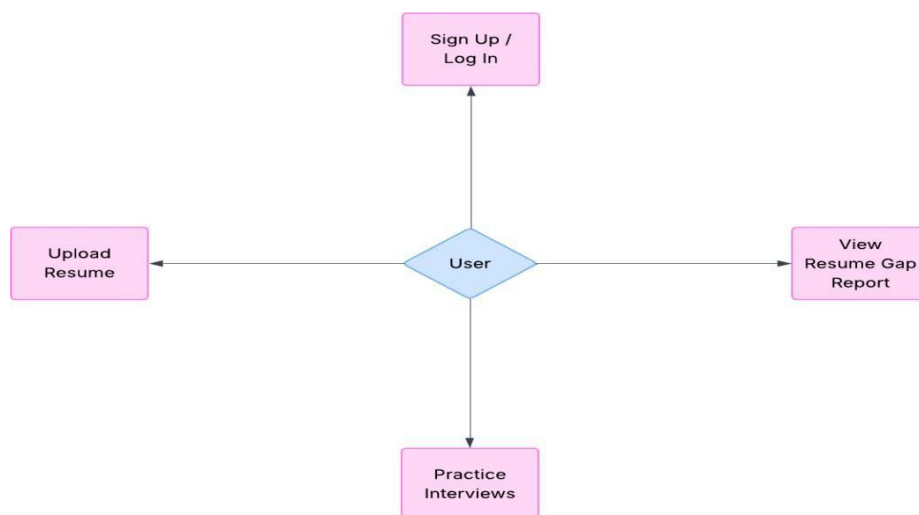 Sign Up /
Log In
Upload
Resume
User
View
Resume Gap
Report
Practice
Interviews